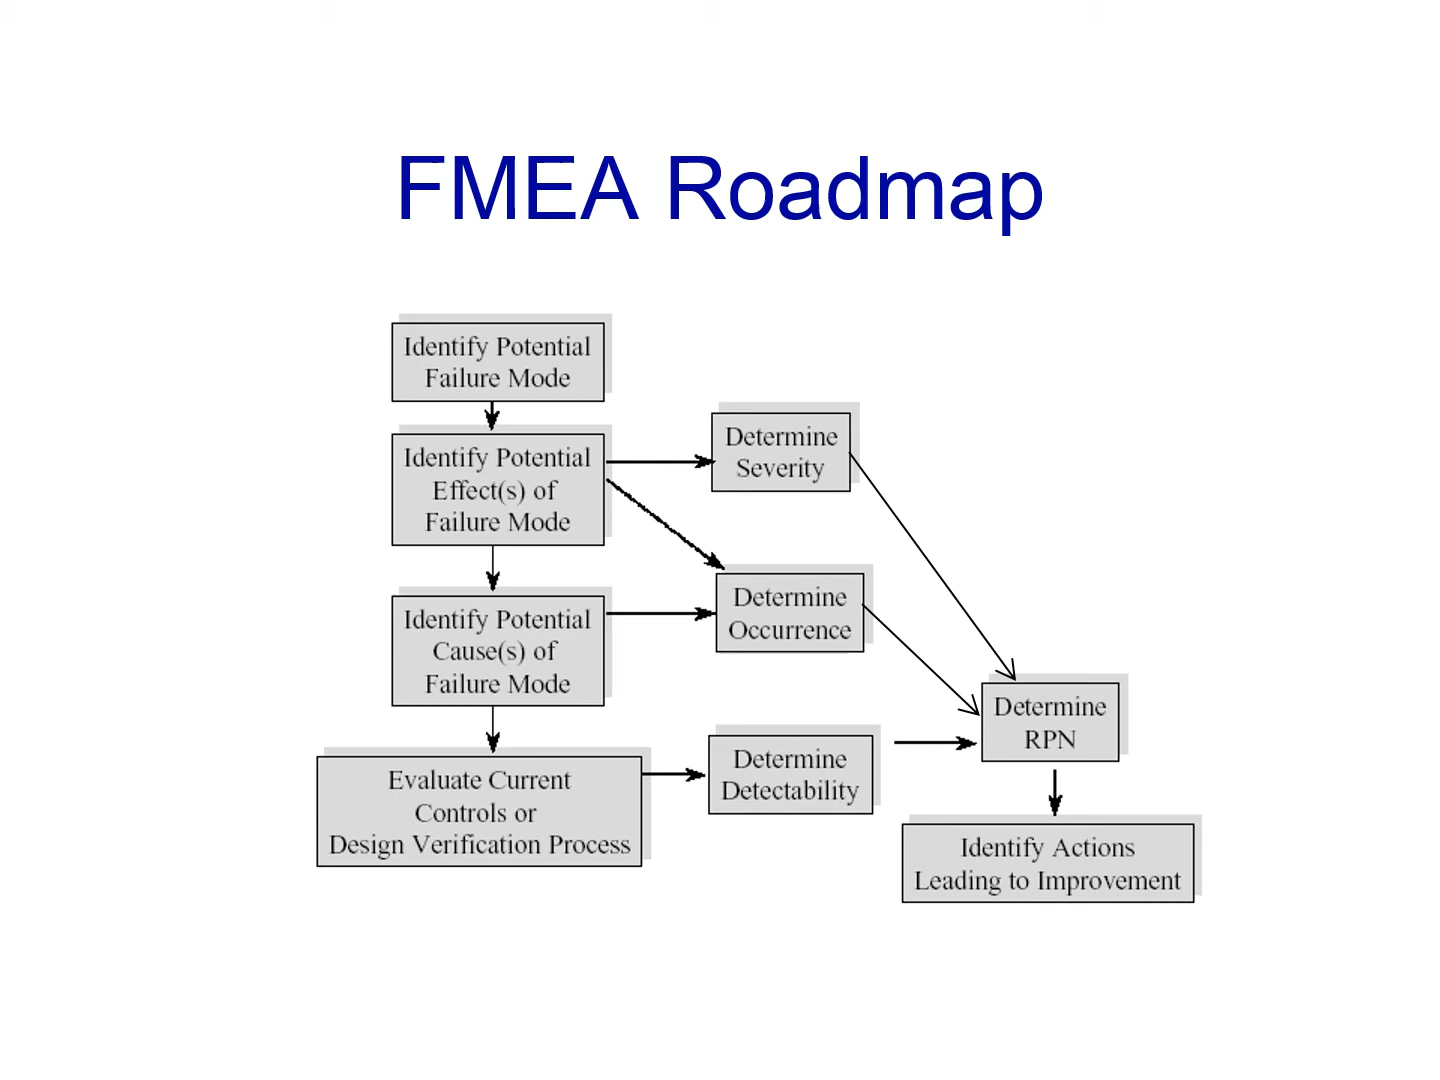 FMEA Roadmap
Identify Potential
Failure Mode
Identify Potential
Effect(s) of
Failure Mode
Determine
Severity
Identify Potential
Cause(s) of
Failure Mode
Determine
Occurrence
Evaluate Current
Controls or
Design Verification Process
Determine
Detectability
Determine
RPN
Identify Actions
Leading to Improvement